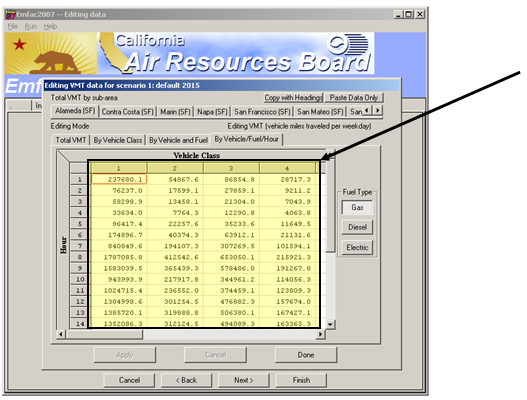 Emfac2007 -- Editing data
File Run Help
California
Air Resources Board
Emf
Editing VMT data for scenario 1: default 2015
Total VMT by sub-area Copy with Headings Paste Data Only
Alameda (SF) Contra Costa (SF) Marin (SF) Napa (SF) San Francisco (SF) San Mateo (SF) San
Editing Mode Editing VMT (vehicle miles traveled per weekday)
Total VMT By Vehicle Class By Vehicle and Fuel By Vehicle/Fuel/Hour
Vehicle Class
1 2 3 4
1 237680.1 54867.6 86854.8 28717.3
2 76237.0 17599.1 27859.1 9211.2
3 58298.9 13458.1 21304.0 7043.9
4 33634.0 7764.3 12290.8 4063.8
5 96417.4 22257.6 35233.6 11649.5
6 174896.7 40374.3 63912.1 21131.6
7 840849.6 194107.3 307269.5 101594.1
8 1787085.8 412542.6 653050.1 215921.3
9 1583039.5 365439.3 578486.0 191267.8
10 943993.9 217917.8 344961.2 114056.3
11 1024715.4 236552.0 374459.1 123809.3
12 1304998.6 301254.5 476882.3 157674.0
13 1385720.1 319888.8 506380.1 167427.1
14 1352086.3 312124.5 494089.3 163363.3
Hour
Fuel Type
Gas
Diesel
Electric
Apply Cancel Done
Cancel < Back Next > Finish